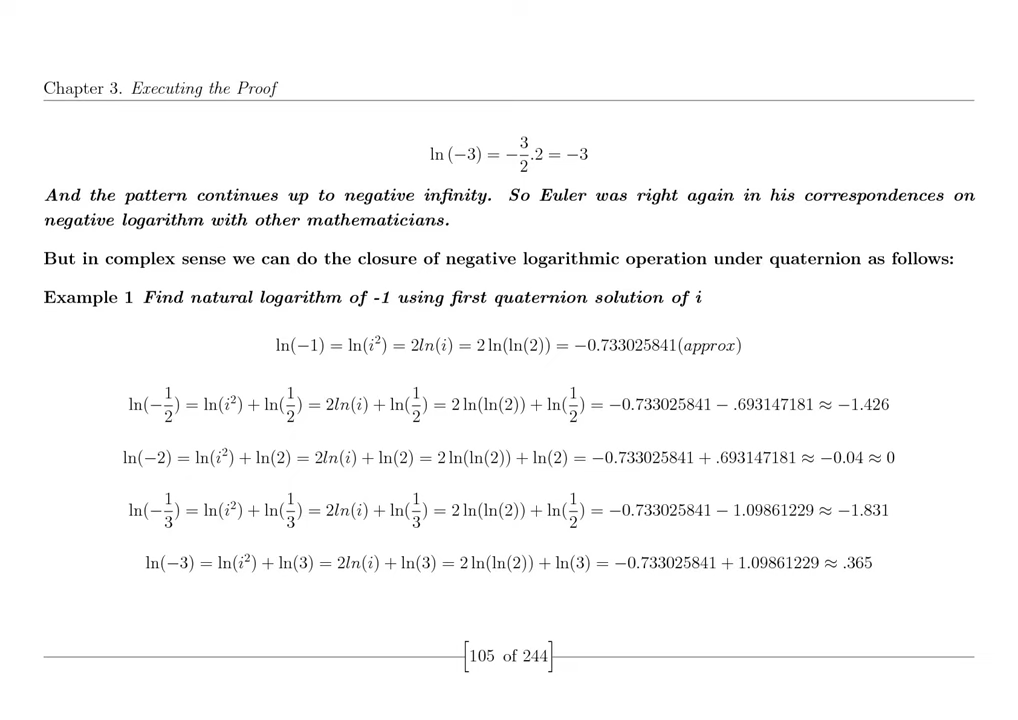 Chapter 3. Executing the Proof
ln (−3) = −3/2.2 = −3
And the pattern continues up to negative infinity. So Euler was right again in his correspondences on
negative logarithm with other mathematicians.
But in complex sense we can do the closure of negative logarithmic operation under quaternion as follows:
Example 1 Find natural logarithm of -1 using first quaternion solution of i
ln(−1) = ln(i²) = 2ln(i) = 2 ln(ln(2)) = −0.733025841(approx)
ln(−1/2) = ln(i²) + ln(1/2) = 2ln(i) + ln(1/2) = 2 ln(ln(2)) + ln(1/2) = −0.733025841 − .693147181 ≈ −1.426
ln(−2) = ln(i²) + ln(2) = 2ln(i) + ln(2) = 2 ln(ln(2)) + ln(2) = −0.733025841 + .693147181 ≈ −0.04 ≈ 0
ln(−1/3) = ln(i²) + ln(1/3) = 2ln(i) + ln(1/3) = 2 ln(ln(2)) + ln(1/2) = −0.733025841 − 1.09861229 ≈ −1.831
ln(−3) = ln(i²) + ln(3) = 2ln(i) + ln(3) = 2 ln(ln(2)) + ln(3) = −0.733025841 + 1.09861229 ≈ .365
[105 of 244]